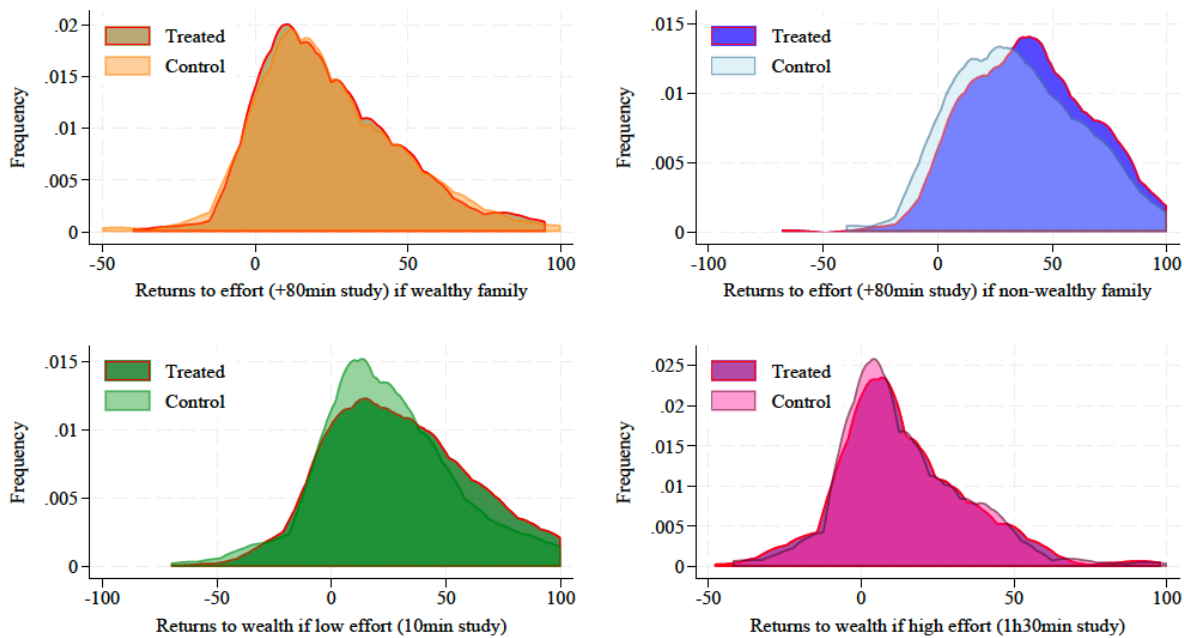 .02
.015
.01
.005
0
Frequency
Treated
Control
-50
0
50
100
Returns to effort (+80min study) if wealthy family
.015
.01
.005
0
Frequency
Treated
Control
-100
-50
0
50
100
Returns to effort (+80min study) if non-wealthy family
.015
.01
.005
0
Frequency
Treated
Control
-100
-50
0
50
100
Returns to wealth if low effort (10min study)
.025
.02
.015
.01
.005
0
Frequency
Treated
Control
-50
0
50
100
Returns to wealth if high effort (1h30min study)